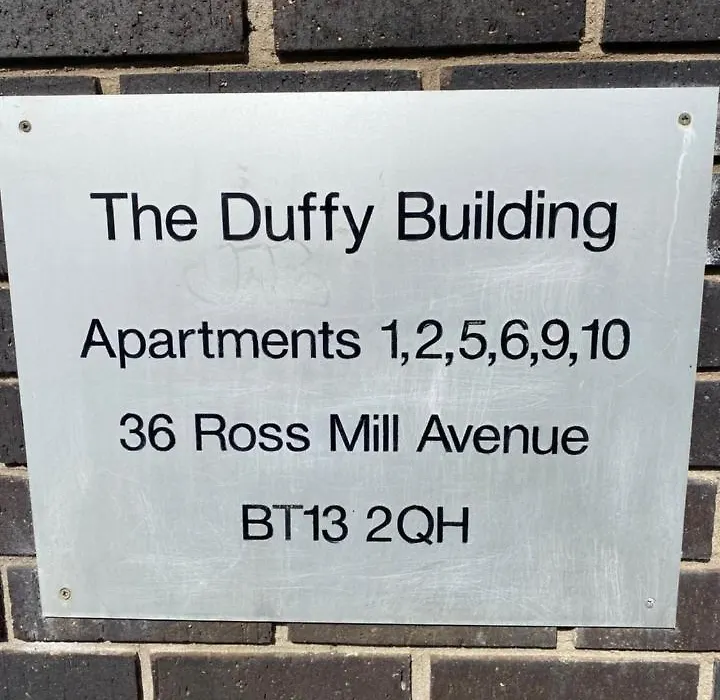 The Duffy Building
Apartments 1,2,5,6,9,10
36 Ross Mill Avenue
BT13 2QH